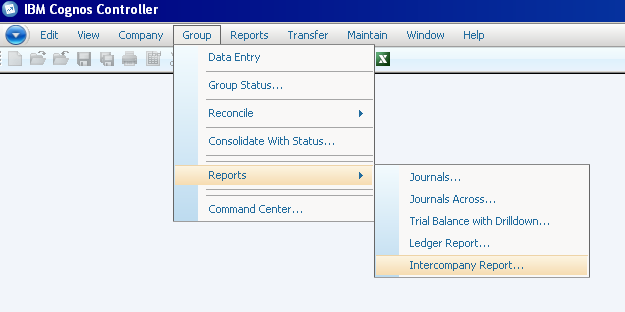 IBM Cognos Controller
Edit View Company Group Reports Transfer Maintain Window Help
Data Entry
Group Status...
Reconcile
Consolidate With Status...
Reports
Command Center...
Journals...
Journals Across...
Trial Balance with Drilldown...
Ledger Report...
Intercompany Report...